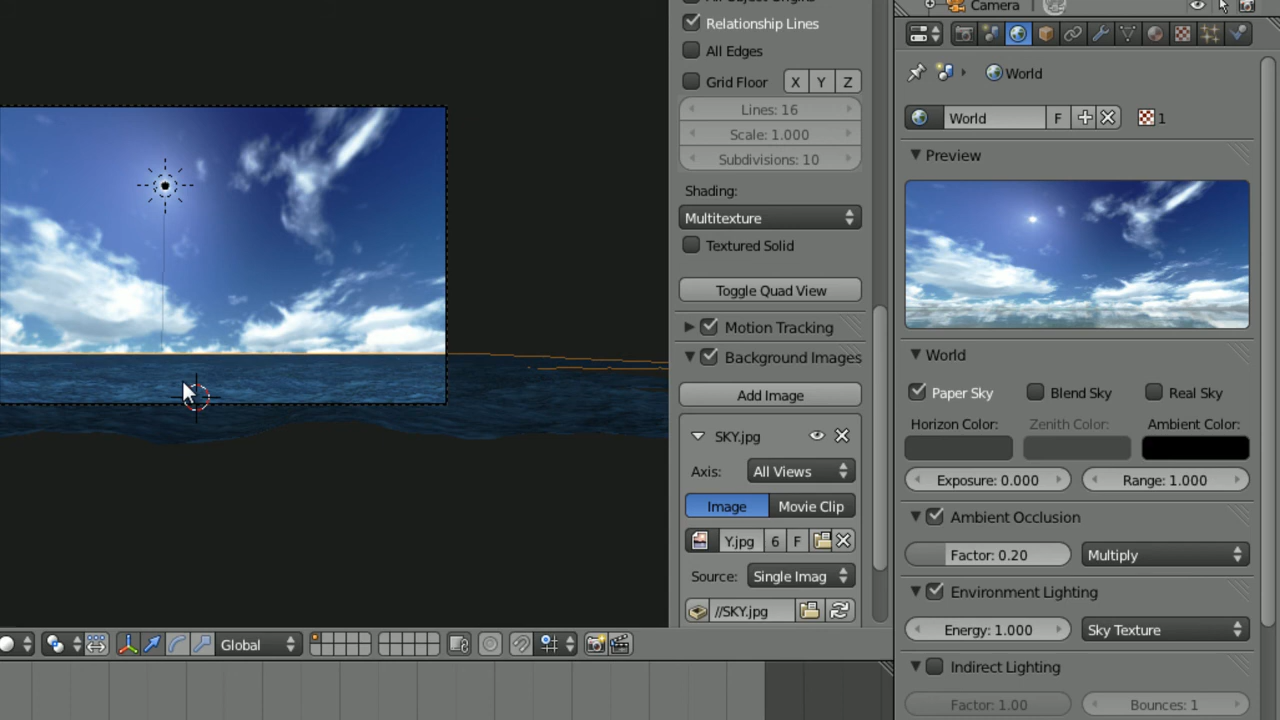 Camera
All Object Origins
Relationship Lines
All Edges
Grid Floor X Y Z
Lines: 16
Scale: 1.000
Subdivisions: 10
Shading:
Multitexture
Textured Solid
Toggle Quad View
Motion Tracking
Background Images
Add Image
SKY.jpg
Axis: All Views
Image Movie Clip
Y.jpg 6 F
Source: Single Imag
//SKY.jpg
Global
World
World F 1
Preview
World
Paper Sky Blend Sky Real Sky
Horizon Color: Zenith Color: Ambient Color:
Exposure: 0.000 Range: 1.000
Ambient Occlusion
Factor: 0.20 Multiply
Environment Lighting
Energy: 1.000 Sky Texture
Indirect Lighting
Factor: 1.00 Bounces: 1